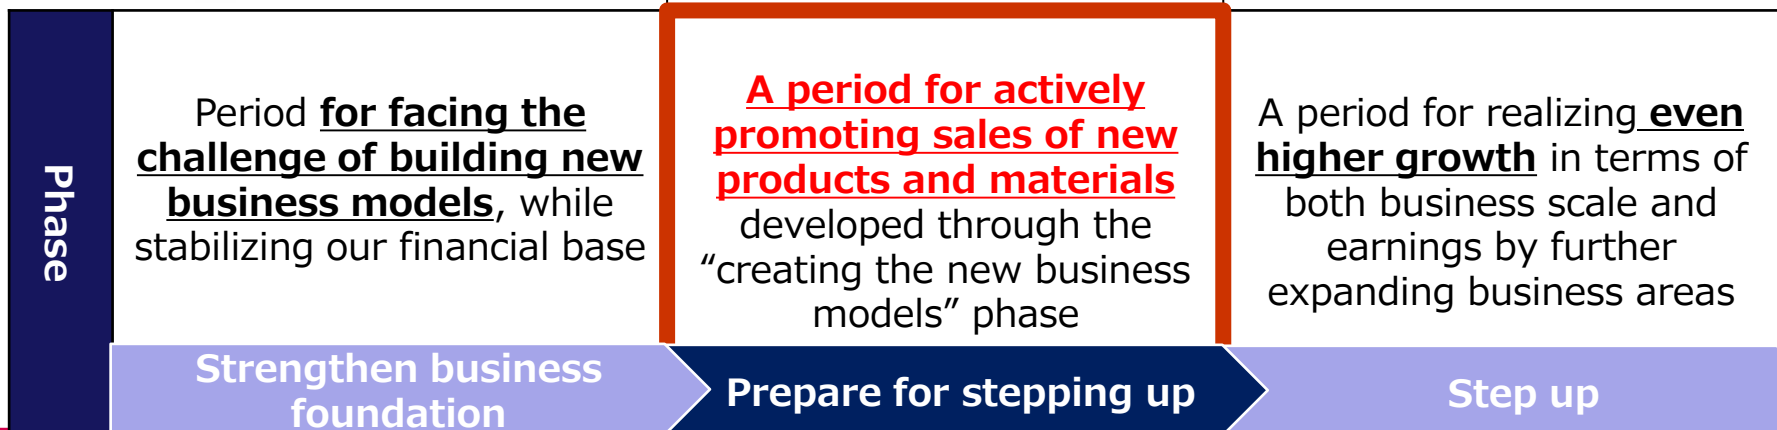 Phase
Period for facing the
challenge of building new
business models, while
stabilizing our financial base
A period for actively
promoting sales of new
products and materials
developed through the
“creating the new business
models” phase
A period for realizing even
higher growth in terms of
both business scale and
earnings by further
expanding business areas
Strengthen business
foundation
Prepare for stepping up
Step up